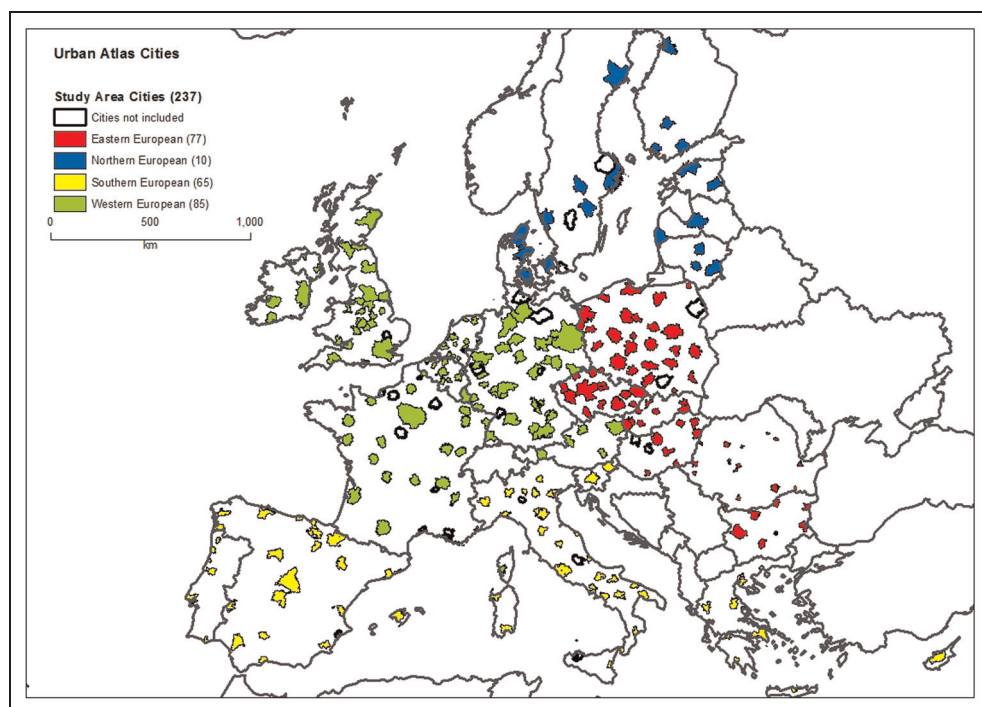 Urban Atlas Cities
Study Area Cities (237)
Cities not included
Eastern European (77)
Northern European (10)
Southern European (65)
Western European (85)
0 500 1,000
km